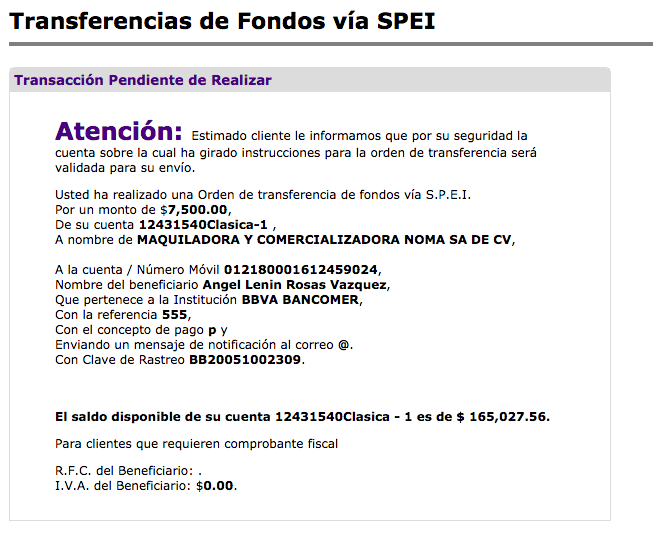 Transferencias de Fondos vía SPEI
Transacción Pendiente de Realizar
Atención: Estimado cliente le informamos que por su seguridad la
cuenta sobre la cual ha girado instrucciones para la orden de transferencia será
validada para su envío.
Usted ha realizado una Orden de transferencia de fondos vía S.P.E.I.
Por un monto de $7,500.00,
De su cuenta 12431540Clasica-1 ,
A nombre de MAQUILADORA Y COMERCIALIZADORA NOMA SA DE CV,
A la cuenta / Número Móvil 012180001612459024,
Nombre del beneficiario Angel Lenin Rosas Vazquez,
Que pertenece a la Institución BBVA BANCOMER,
Con la referencia 555,
Con el concepto de pago p y
Enviando un mensaje de notificación al correo @.
Con Clave de Rastreo BB20051002309.
El saldo disponible de su cuenta 12431540Clasica - 1 es de $ 165,027.56.
Para clientes que requieren comprobante fiscal
R.F.C. del Beneficiario: .
I.V.A. del Beneficiario: $0.00.